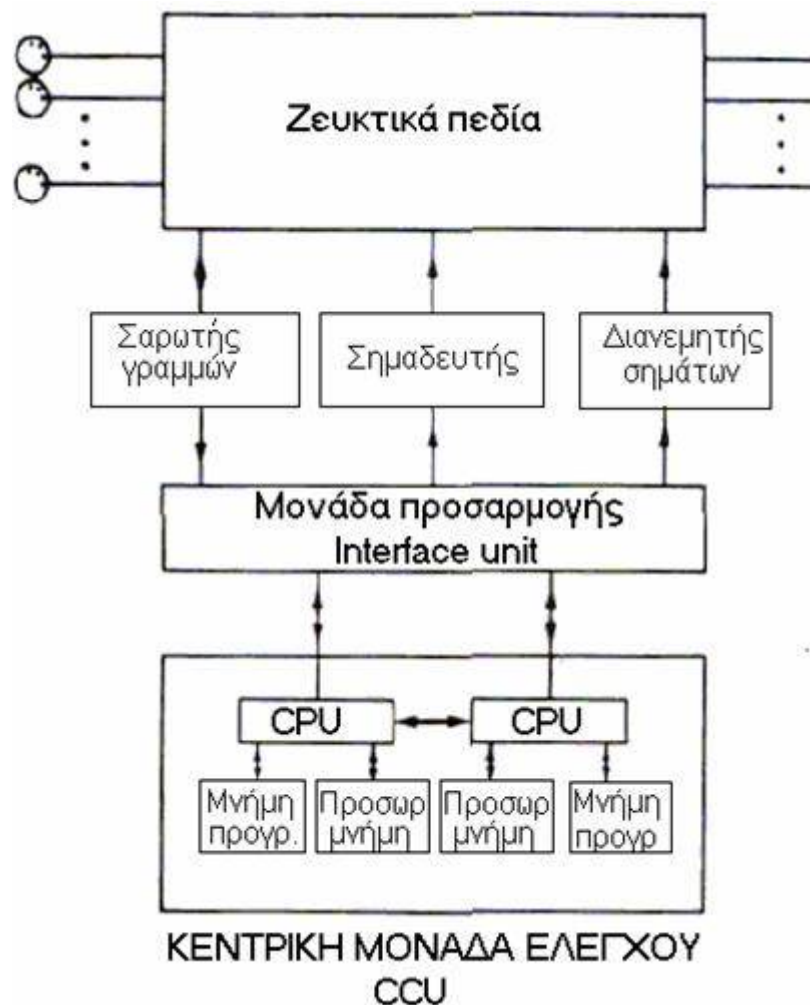 Ζευκτικά πεδία
Σαρωτής
γραμμών
Σημαδευτής
Διανεμητής
σημάτων
Μονάδα προσαρμογής
Interface unit
CPU
CPU
Μνήμη
προγρ.
Προσωρ
μνήμη
Προσωρ
μνήμη
Μνήμη
προγρ
ΚΕΝΤΡΙΚΗ ΜΟΝΑΔΑ ΕΛΕΓΧΟΥ
CCU